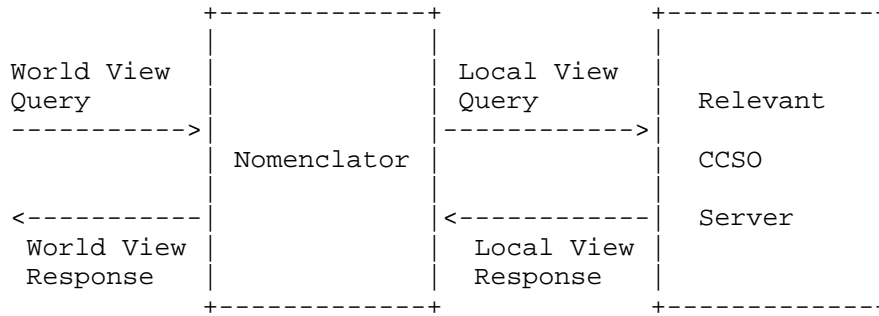 World View
Query
Local View
Query
Relevant
Nomenclator
CCSO
Server
World View
Response
Local View
Response